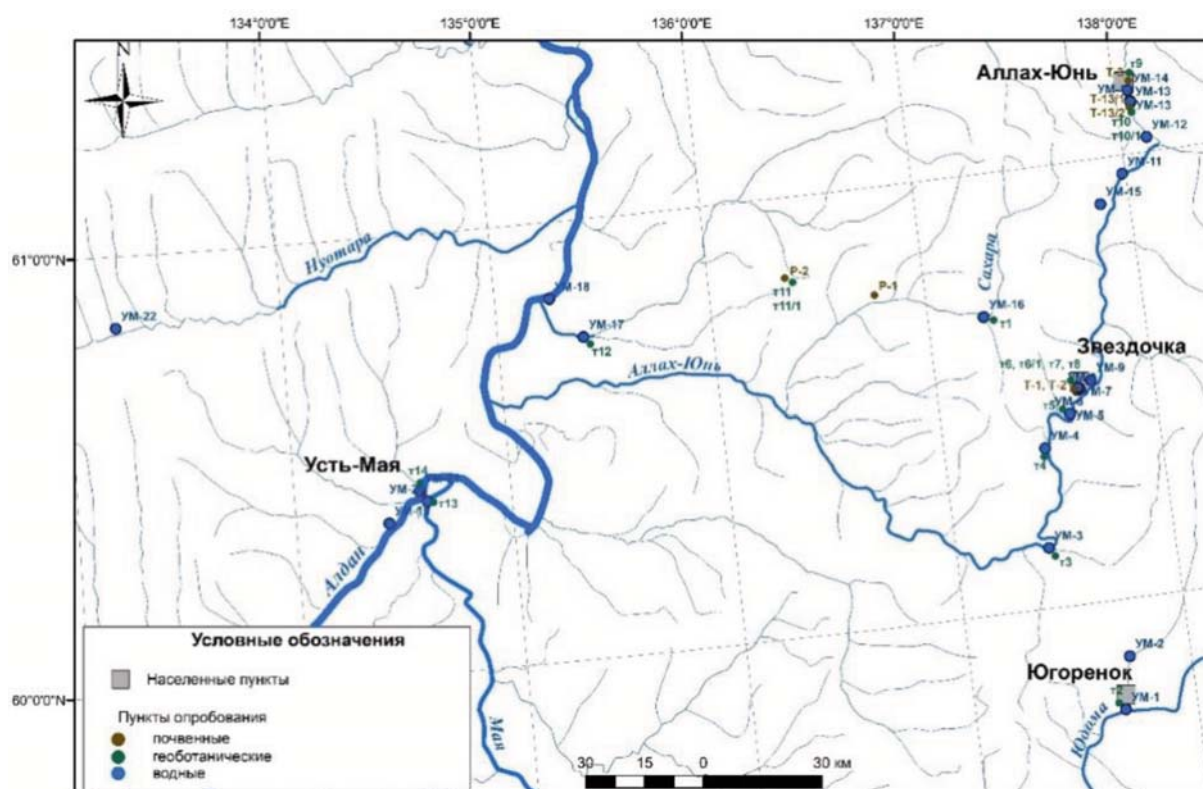 134°0'0"E
135°0'0"E
136°0'0"E
137°0'0"E
138°0'0"E
N
Аллах-Юнь
т9
УМ-14
УМ-13
Т-13/
УМ-13
Т-13/2
т10
УМ-12
т10/1
УМ-11
УМ-15
Нуотара
61°0'0"N
Сахара
Р-2
Р-1
т11
т11/1
УМ-18
УМ-16
т1
УМ-22
УМ-17
т12
Звездочка
Аллах-Юнь
т6, т6/1, т7, т8
УМ-9
Т-1, Т-2
УМ-7
УМ-5
УМ-4
т4
Усть-Мая
т14
т13
УМ-3
т3
Алдан
Условные обозначения
Населенные пункты
Пункты опробования
почвенные
геоботанические
водные
УМ-2
Югоренок
60°0'0"N
т2
УМ-1
Юдома
Мая
30 15 0 30 км